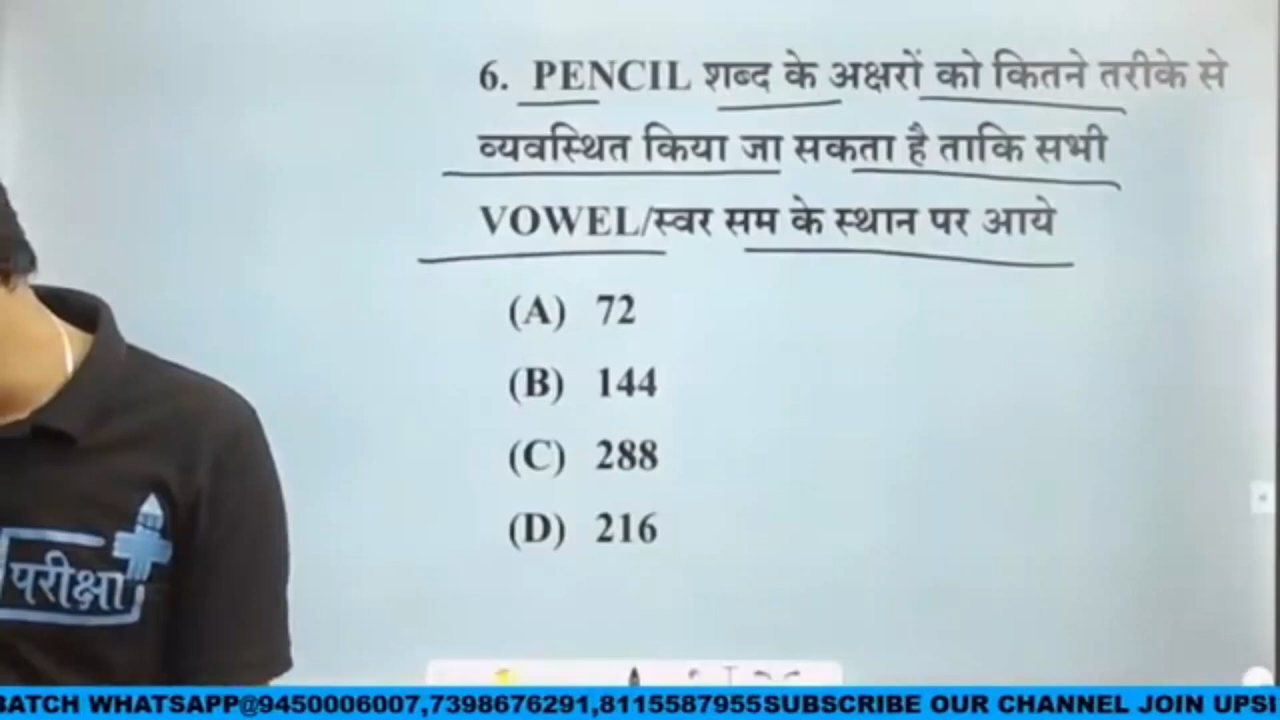 6. PENCIL शब्द के अक्षरों को कितने तरीके से
व्यवस्थित किया जा सकता है ताकि सभी
VOWEL/स्वर सम के स्थान पर आये
(A) 72
(B) 144
(C) 288
(D) 216
परीक्षा
BATCH WHATSAPP@9450006007,7398676291,8115587955SUBSCRIBE OUR CHANNEL JOIN UPSI